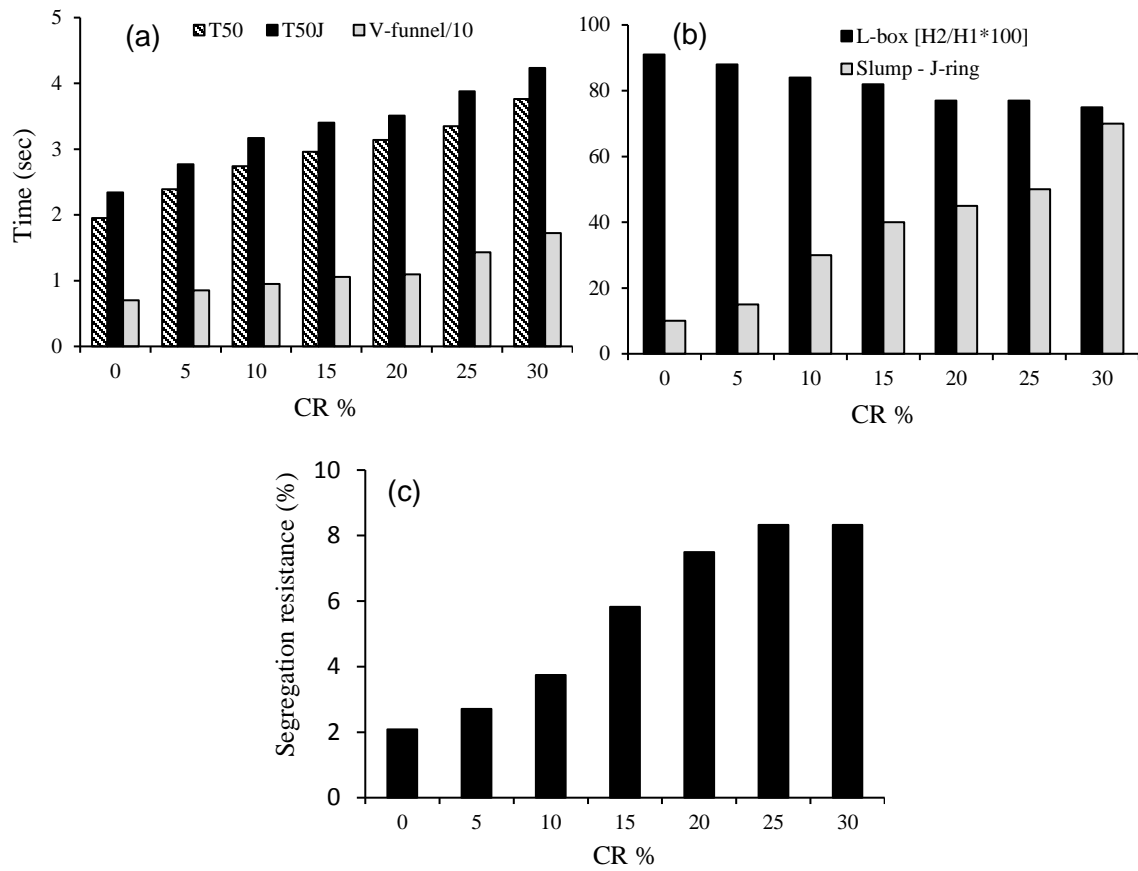 (a)
T50 T50J V-funnel/10
5
4
3
2
1
0
Time (sec)
0 5 10 15 20 25 30
CR %
(b)
L-box [H2/H1*100]
Slump - J-ring
100
80
60
40
20
0
0 5 10 15 20 25 30
CR %
(c)
10
8
6
4
2
0
Segregation resistance (%)
0 5 10 15 20 25 30
CR %